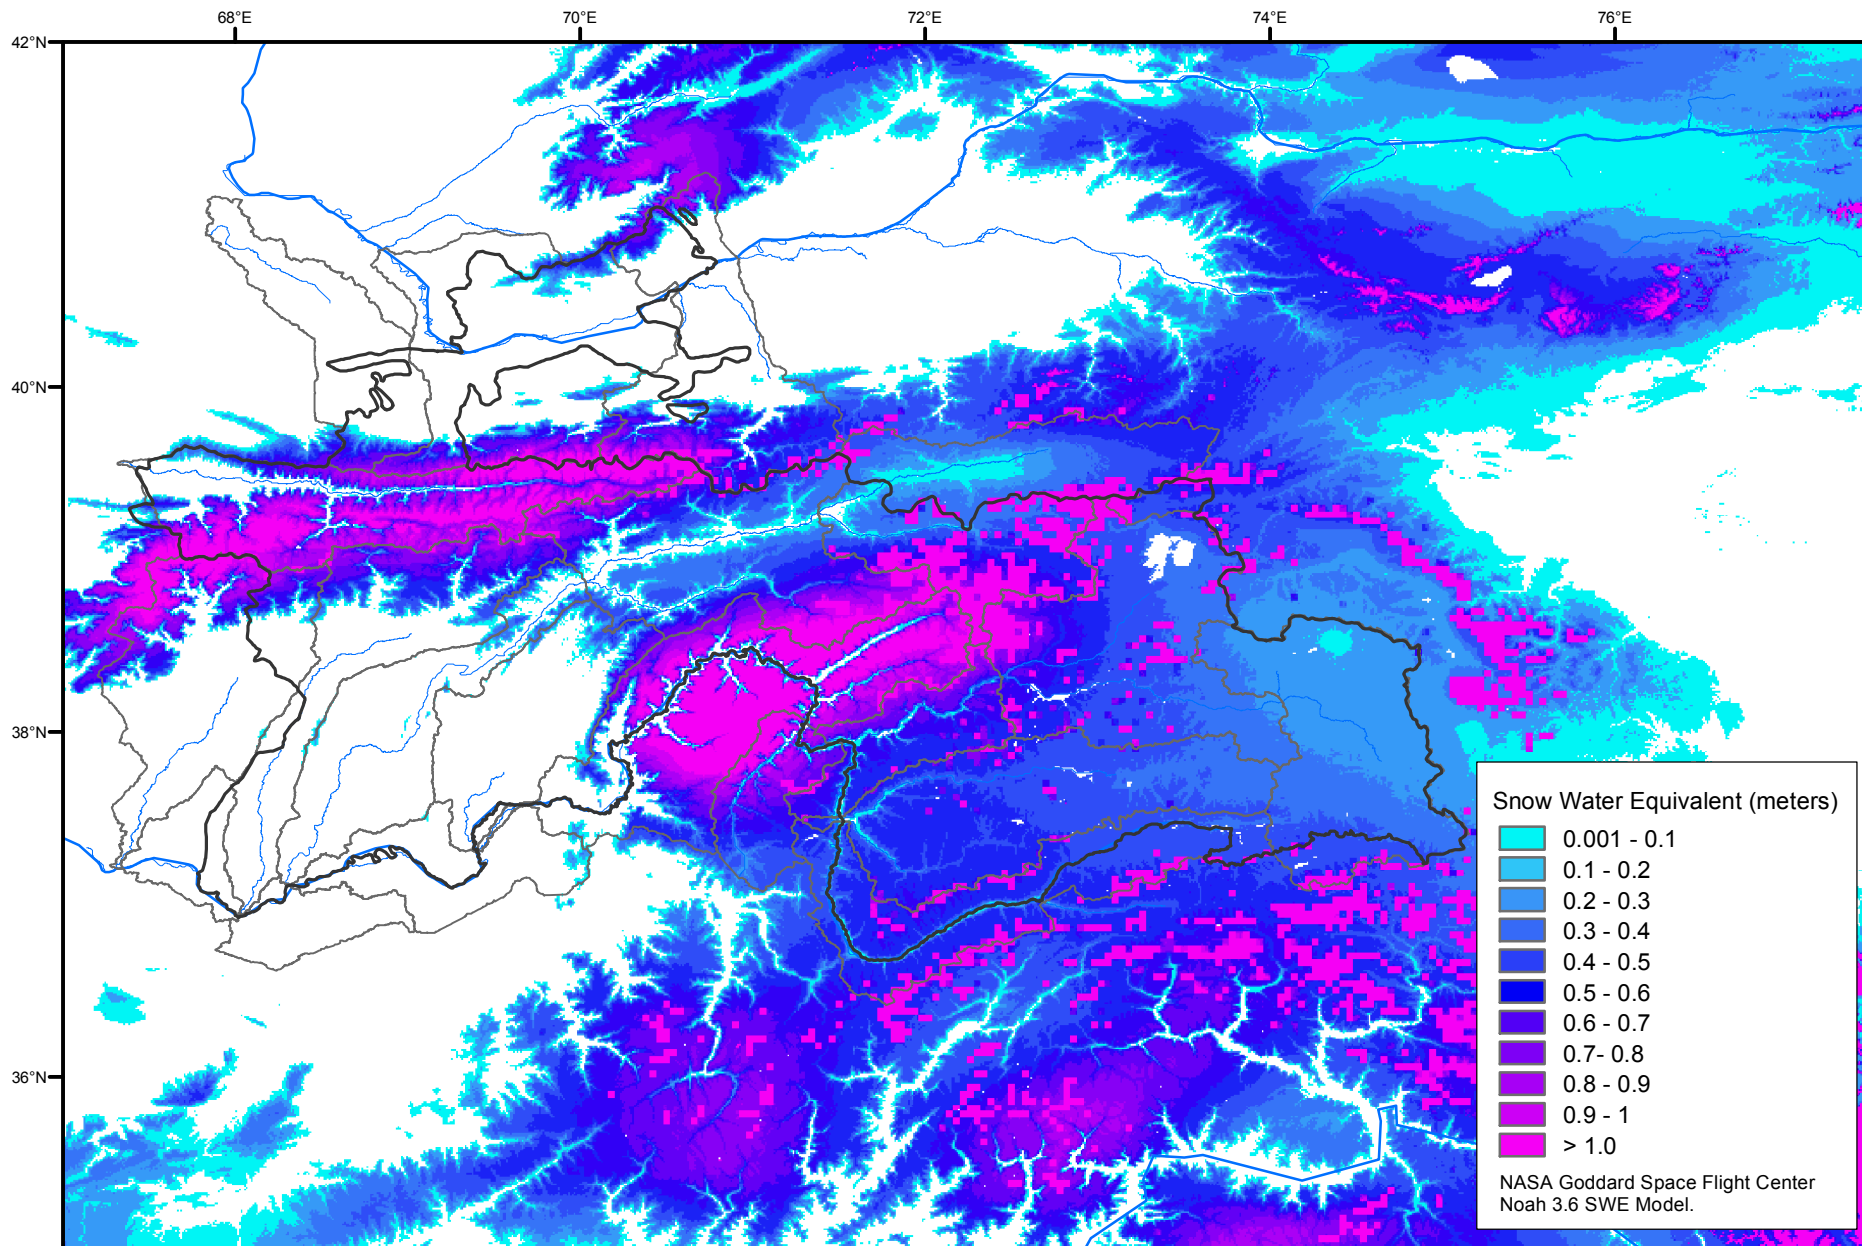 68°E
70°E
72°E
74°E
76°E
42°N
40°N
38°N
36°N
Snow Water Equivalent (meters)
0.001 - 0.1
0.1 - 0.2
0.2 - 0.3
0.3 - 0.4
0.4 - 0.5
0.5 - 0.6
0.6 - 0.7
0.7- 0.8
0.8 - 0.9
0.9 - 1
> 1.0
NASA Goddard Space Flight Center
Noah 3.6 SWE Model.